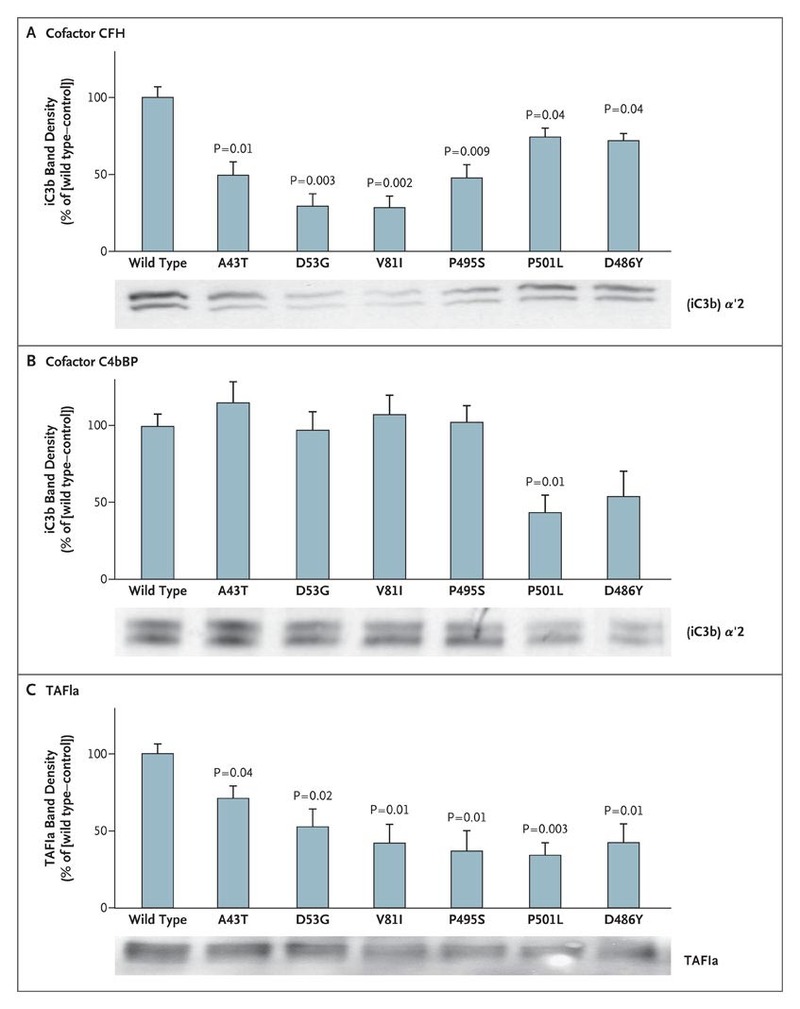 A Cofactor CFH
iC3b Band Density
(% of [wild type–control])
100
50
0
P=0.01
P=0.003
P=0.002
P=0.009
P=0.04
P=0.04
Wild Type A43T D53G V81I P495S P501L D486Y
(iC3b) α'2
B Cofactor C4bBP
iC3b Band Density
(% of [wild type–control])
100
50
0
P=0.01
Wild Type A43T D53G V81I P495S P501L D486Y
(iC3b) α'2
C TAFIa
TAFIa Band Density
(% of [wild type–control])
100
50
0
P=0.04
P=0.02
P=0.01
P=0.01
P=0.003
P=0.01
Wild Type A43T D53G V81I P495S P501L D486Y
TAFIa